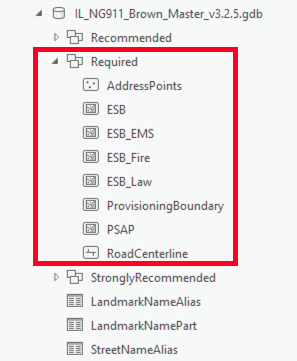 IL_NG911_Brown_Master_v3.2.5.gdb
Recommended
Required
AddressPoints
ESB
ESB_EMS
ESB_Fire
ESB_Law
ProvisioningBoundary
PSAP
RoadCenterline
StronglyRecommended
LandmarkNameAlias
LandmarkNamePart
StreetNameAlias